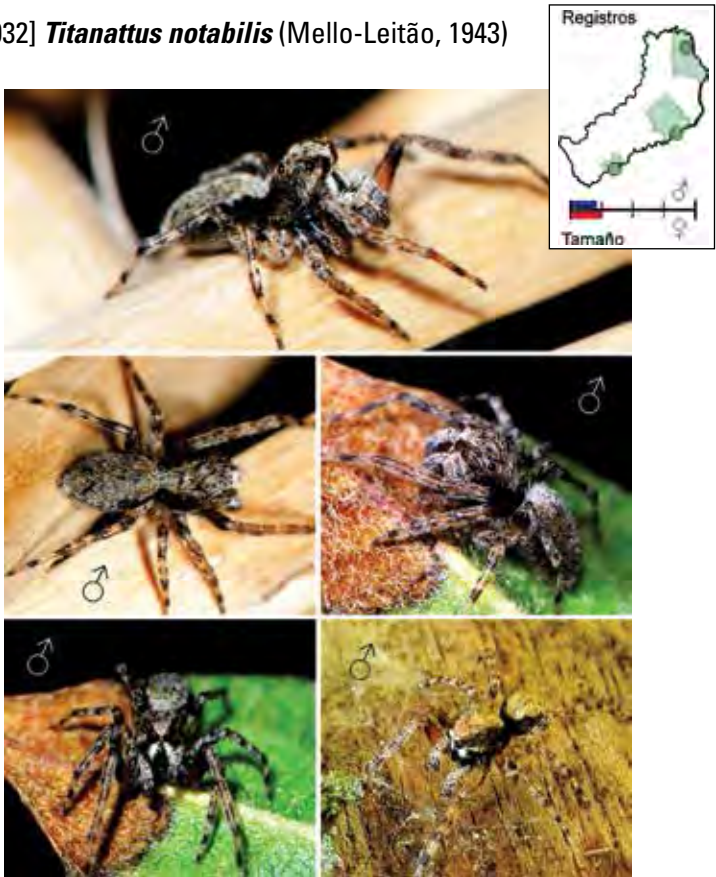 032] Titanattus notabilis (Mello-Leitão, 1943)
Registros
♂
♀
Tamaño
♂
♂
♂
♂
♂